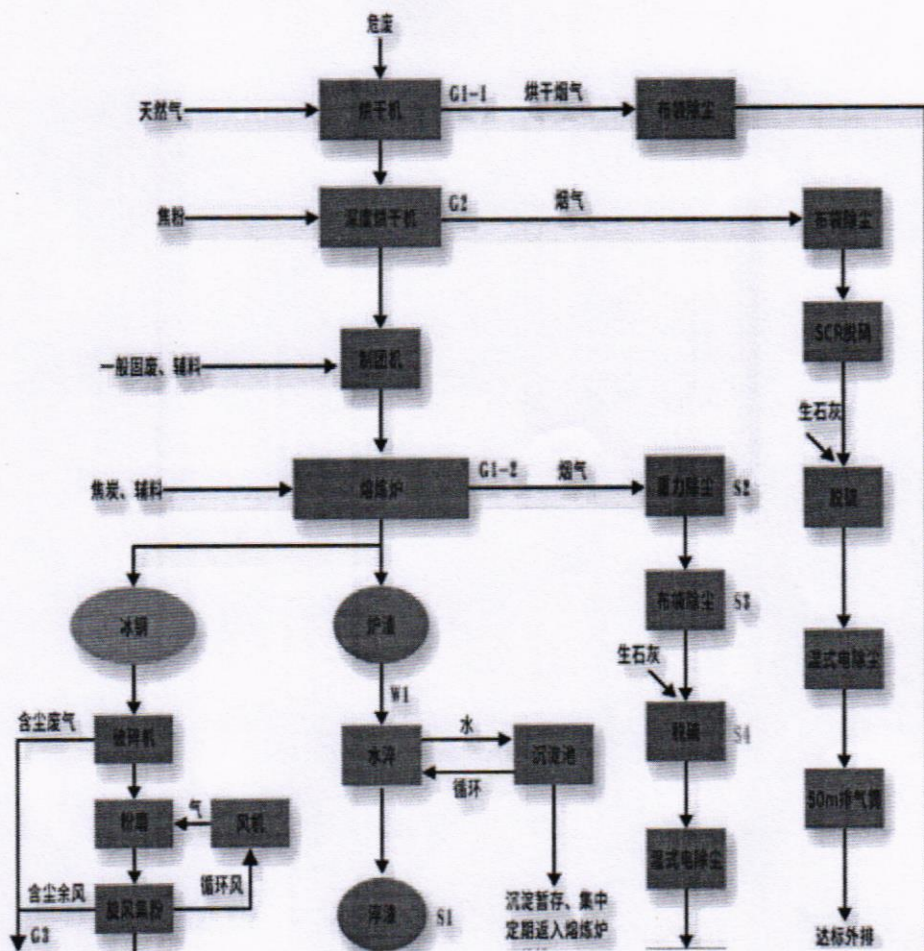 危废
天然气
烘干机
G1-1
烘干烟气
布袋除尘
焦粉
深度烘干机
G2
烟气
布袋除尘
SCR脱硝
一般固废、辅料
制团机
生石灰
脱硫
焦炭、辅料
熔炼炉
G1-2
烟气
重力除尘
S2
冰铜
炉渣
布袋除尘
S3
湿式电除尘
生石灰
W1
含尘废气
破碎机
水淬
水
循环
沉淀池
脱硫
S4
50m排气筒
粉磨
气
风机
湿式电除尘
含尘余风
旋风集粉
循环风
G3
S1
沉淀暂存、集中
定期返入熔炼炉
达标外排